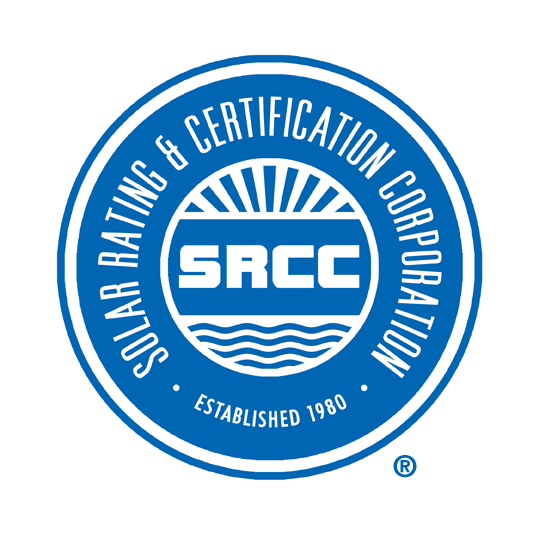 SOLAR RATING & CERTIFICATION CORPORATION
SRCC
• ESTABLISHED 1980 •
®